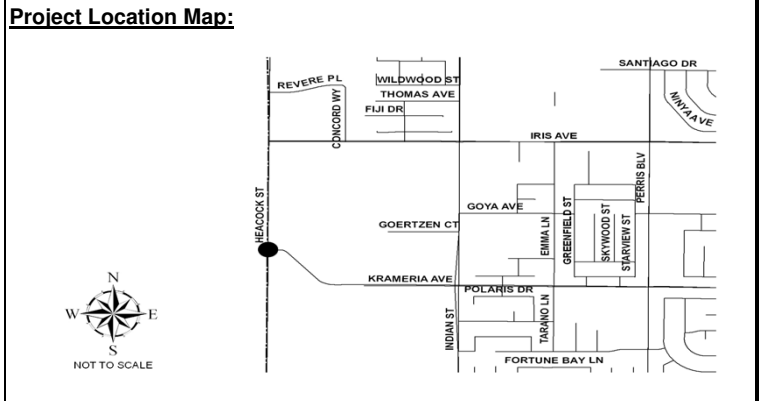 Project Location Map:
SANTIAGO DR
REVERE PL
WILDWOOD ST
THOMAS AVE
FIJI DR
CONCORD WY
NINYA AVE
IRIS AVE
PERRIS BLV
HEACOCK ST
GOYA AVE
GOERTZEN CT
EMMA LN
GREENFIELD ST
SKYWOOD ST
STARVIEW ST
KRAMERIA AVE
POLARIS DR
INDIAN ST
TARANO LN
FORTUNE BAY LN
N
W E
S
NOT TO SCALE